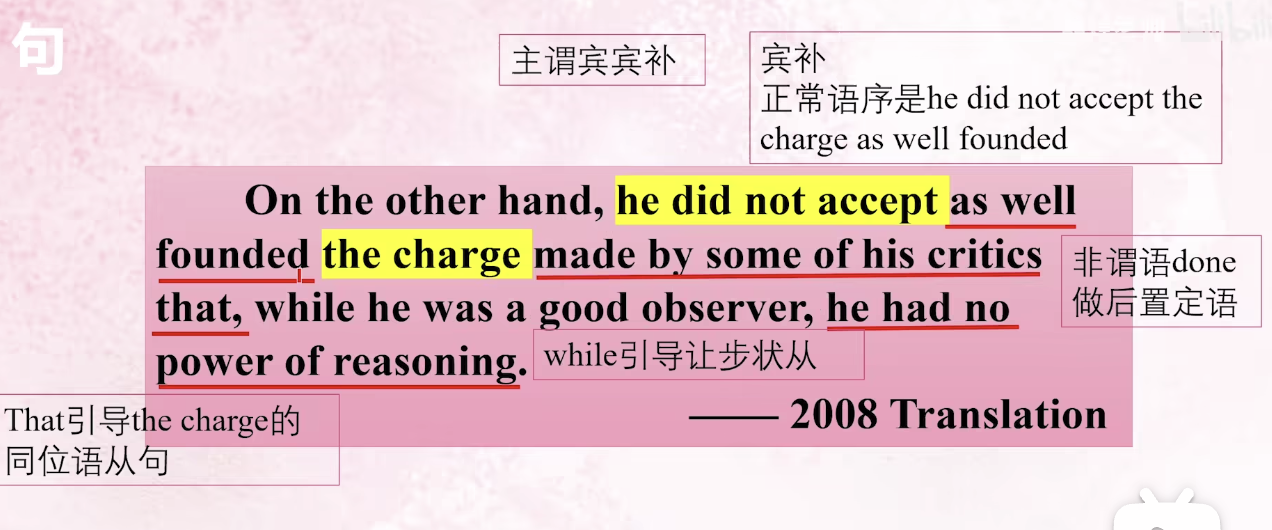 句
主谓宾宾补
宾补
正常语序是he did not accept the
charge as well founded
On the other hand, he did not accept as well
founded the charge made by some of his critics
that, while he was a good observer, he had no
power of reasoning.
非谓语done
做后置定语
while引导让步状从
—— 2008 Translation
That引导the charge的
同位语从句